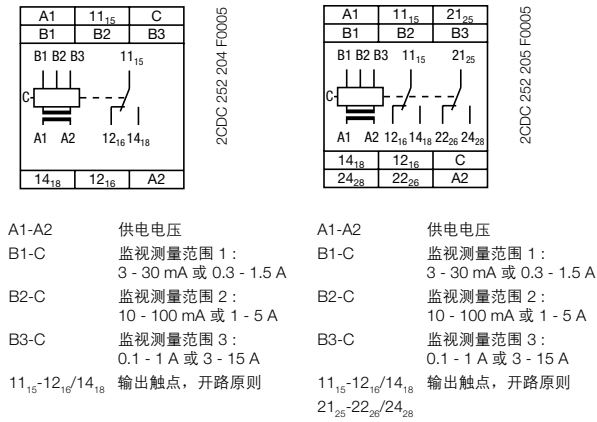 A1 11₁₅ C
B1 B2 B3
B1 B2 B3 11₁₅
C
A1 A2 12₁₆ 14₁₈
14₁₈ 12₁₆ A2
2CDC 252 204 F0005
A1 11₁₅ 21₂₅
B1 B2 B3
B1 B2 B3 11₁₅ 21₂₅
C
A1 A2 12₁₆ 14₁₈ 22₂₆ 24₂₈
14₁₈ 12₁₆ C
24₂₈ 22₂₆ A2
2CDC 252 205 F0005
A1-A2 供电电压
B1-C 监视测量范围 1：
3 - 30 mA 或 0.3 - 1.5 A
B2-C 监视测量范围 2：
10 - 100 mA 或 1 - 5 A
B3-C 监视测量范围 3：
0.1 - 1 A 或 3 - 15 A
11₁₅-12₁₆/14₁₈ 输出触点，开路原则
A1-A2 供电电压
B1-C 监视测量范围 1：
3 - 30 mA 或 0.3 - 1.5 A
B2-C 监视测量范围 2：
10 - 100 mA 或 1 - 5 A
B3-C 监视测量范围 3：
0.1 - 1 A 或 3 - 15 A
11₁₅-12₁₆/14₁₈ 输出触点，开路原则
21₂₅-22₂₆/24₂₈